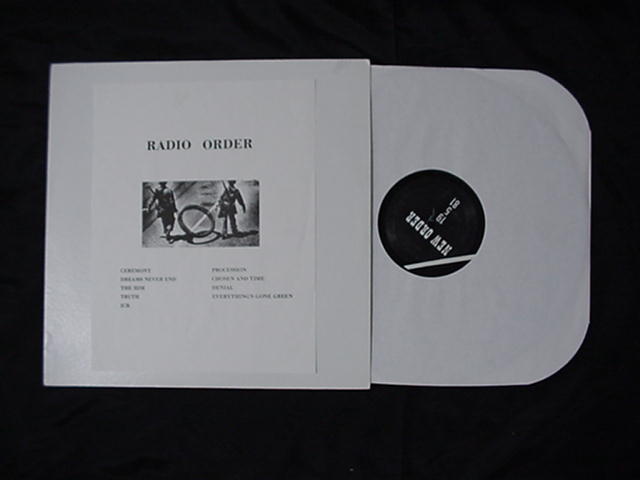 RADIO ORDER
CEREMONY
DREAMS NEVER END
THE HIM
TRUTH
ICB
PROCESSION
CHOSEN AND TIME
DENIAL
EVERYTHING'S GONE GREEN
NEW ORDER